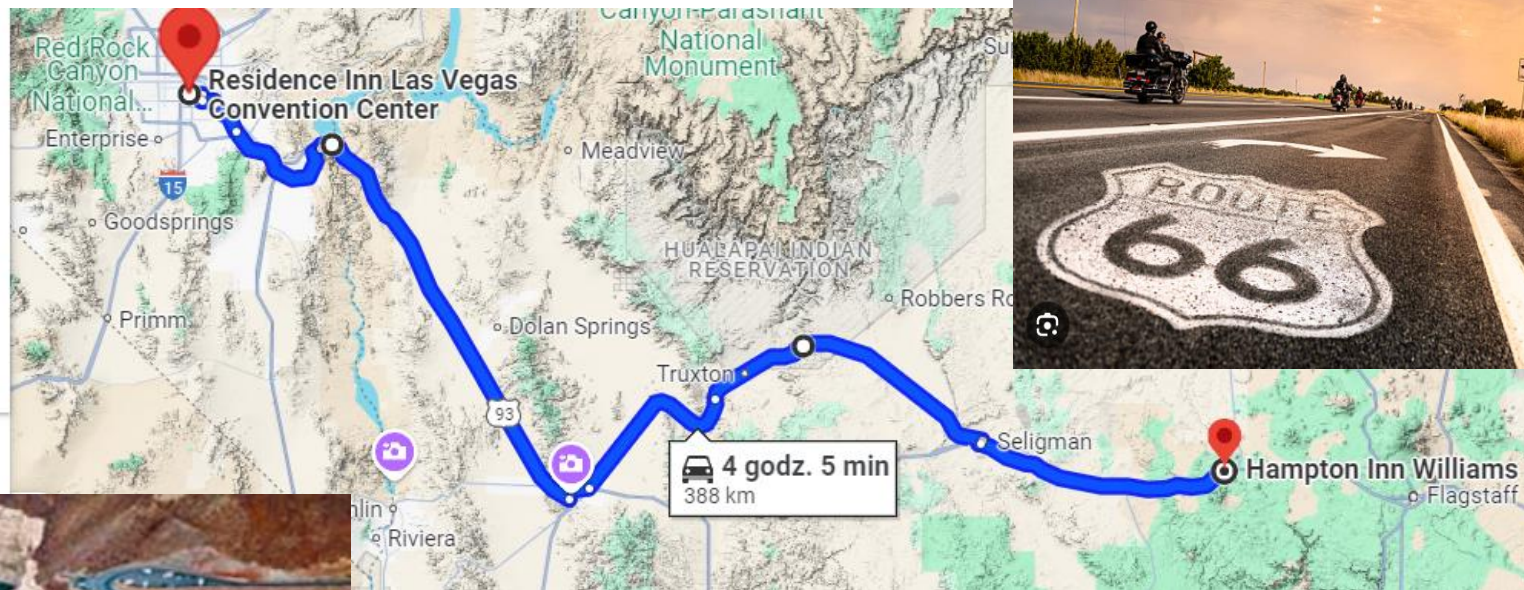 Canyon-Parashant
National
Monument
Red Rock
Canyon
National...
Residence Inn Las Vegas
Convention Center
Enterprise
Meadview
15
Goodsprings
HUALAPAI INDIAN
RESERVATION
Primm
Dolan Springs
Truxton
93
4 godz. 5 min
388 km
Seligman
Hampton Inn Williams
Flagstaff
Riviera
ROUTE
66